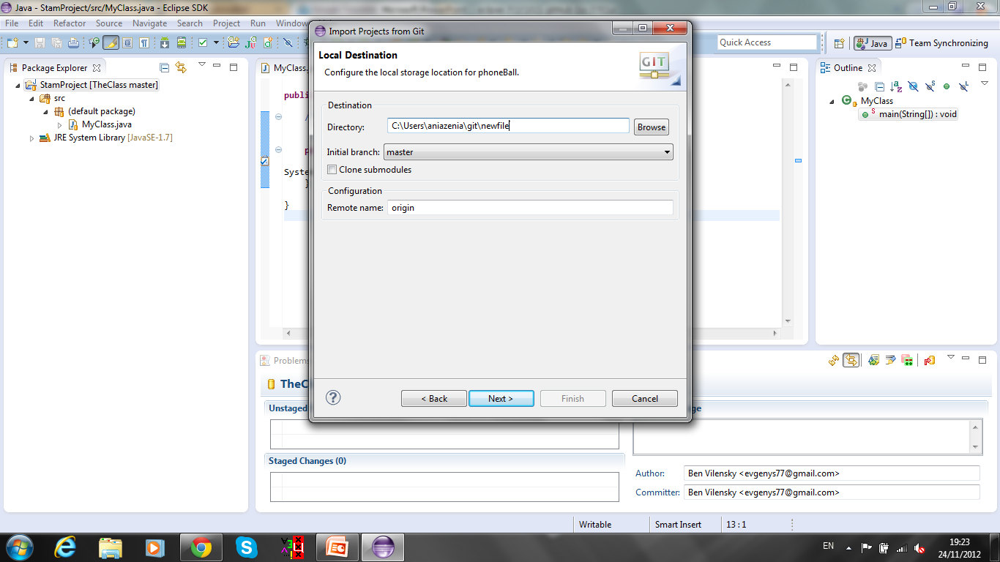 Java - StamProject/src/MyClass.java - Eclipse SDK
File Edit Refactor Source Navigate Search Project Run Window
Quick Access
Java
Team Synchronizing
Package Explorer
StamProject [TheClass master]
src
(default package)
MyClass.java
JRE System Library [JavaSE-1.7]
MyClass.
publi
Syste
}
}
Import Projects from Git
Local Destination
Configure the local storage location for phoneBall.
GIT
Destination
Directory: C:\Users\aniazenia\git\newfile
Browse
Initial branch: master
Clone submodules
Configuration
Remote name: origin
< Back
Next >
Finish
Cancel
Outline
MyClass
main(String[]) : void
Problems
TheCl
Unstaged
Staged Changes (0)
ge
Author: Ben Vilensky <evgenys77@gmail.com>
Committer: Ben Vilensky <evgenys77@gmail.com>
Writable
Smart Insert
13 : 1
EN
19:23
24/11/2012